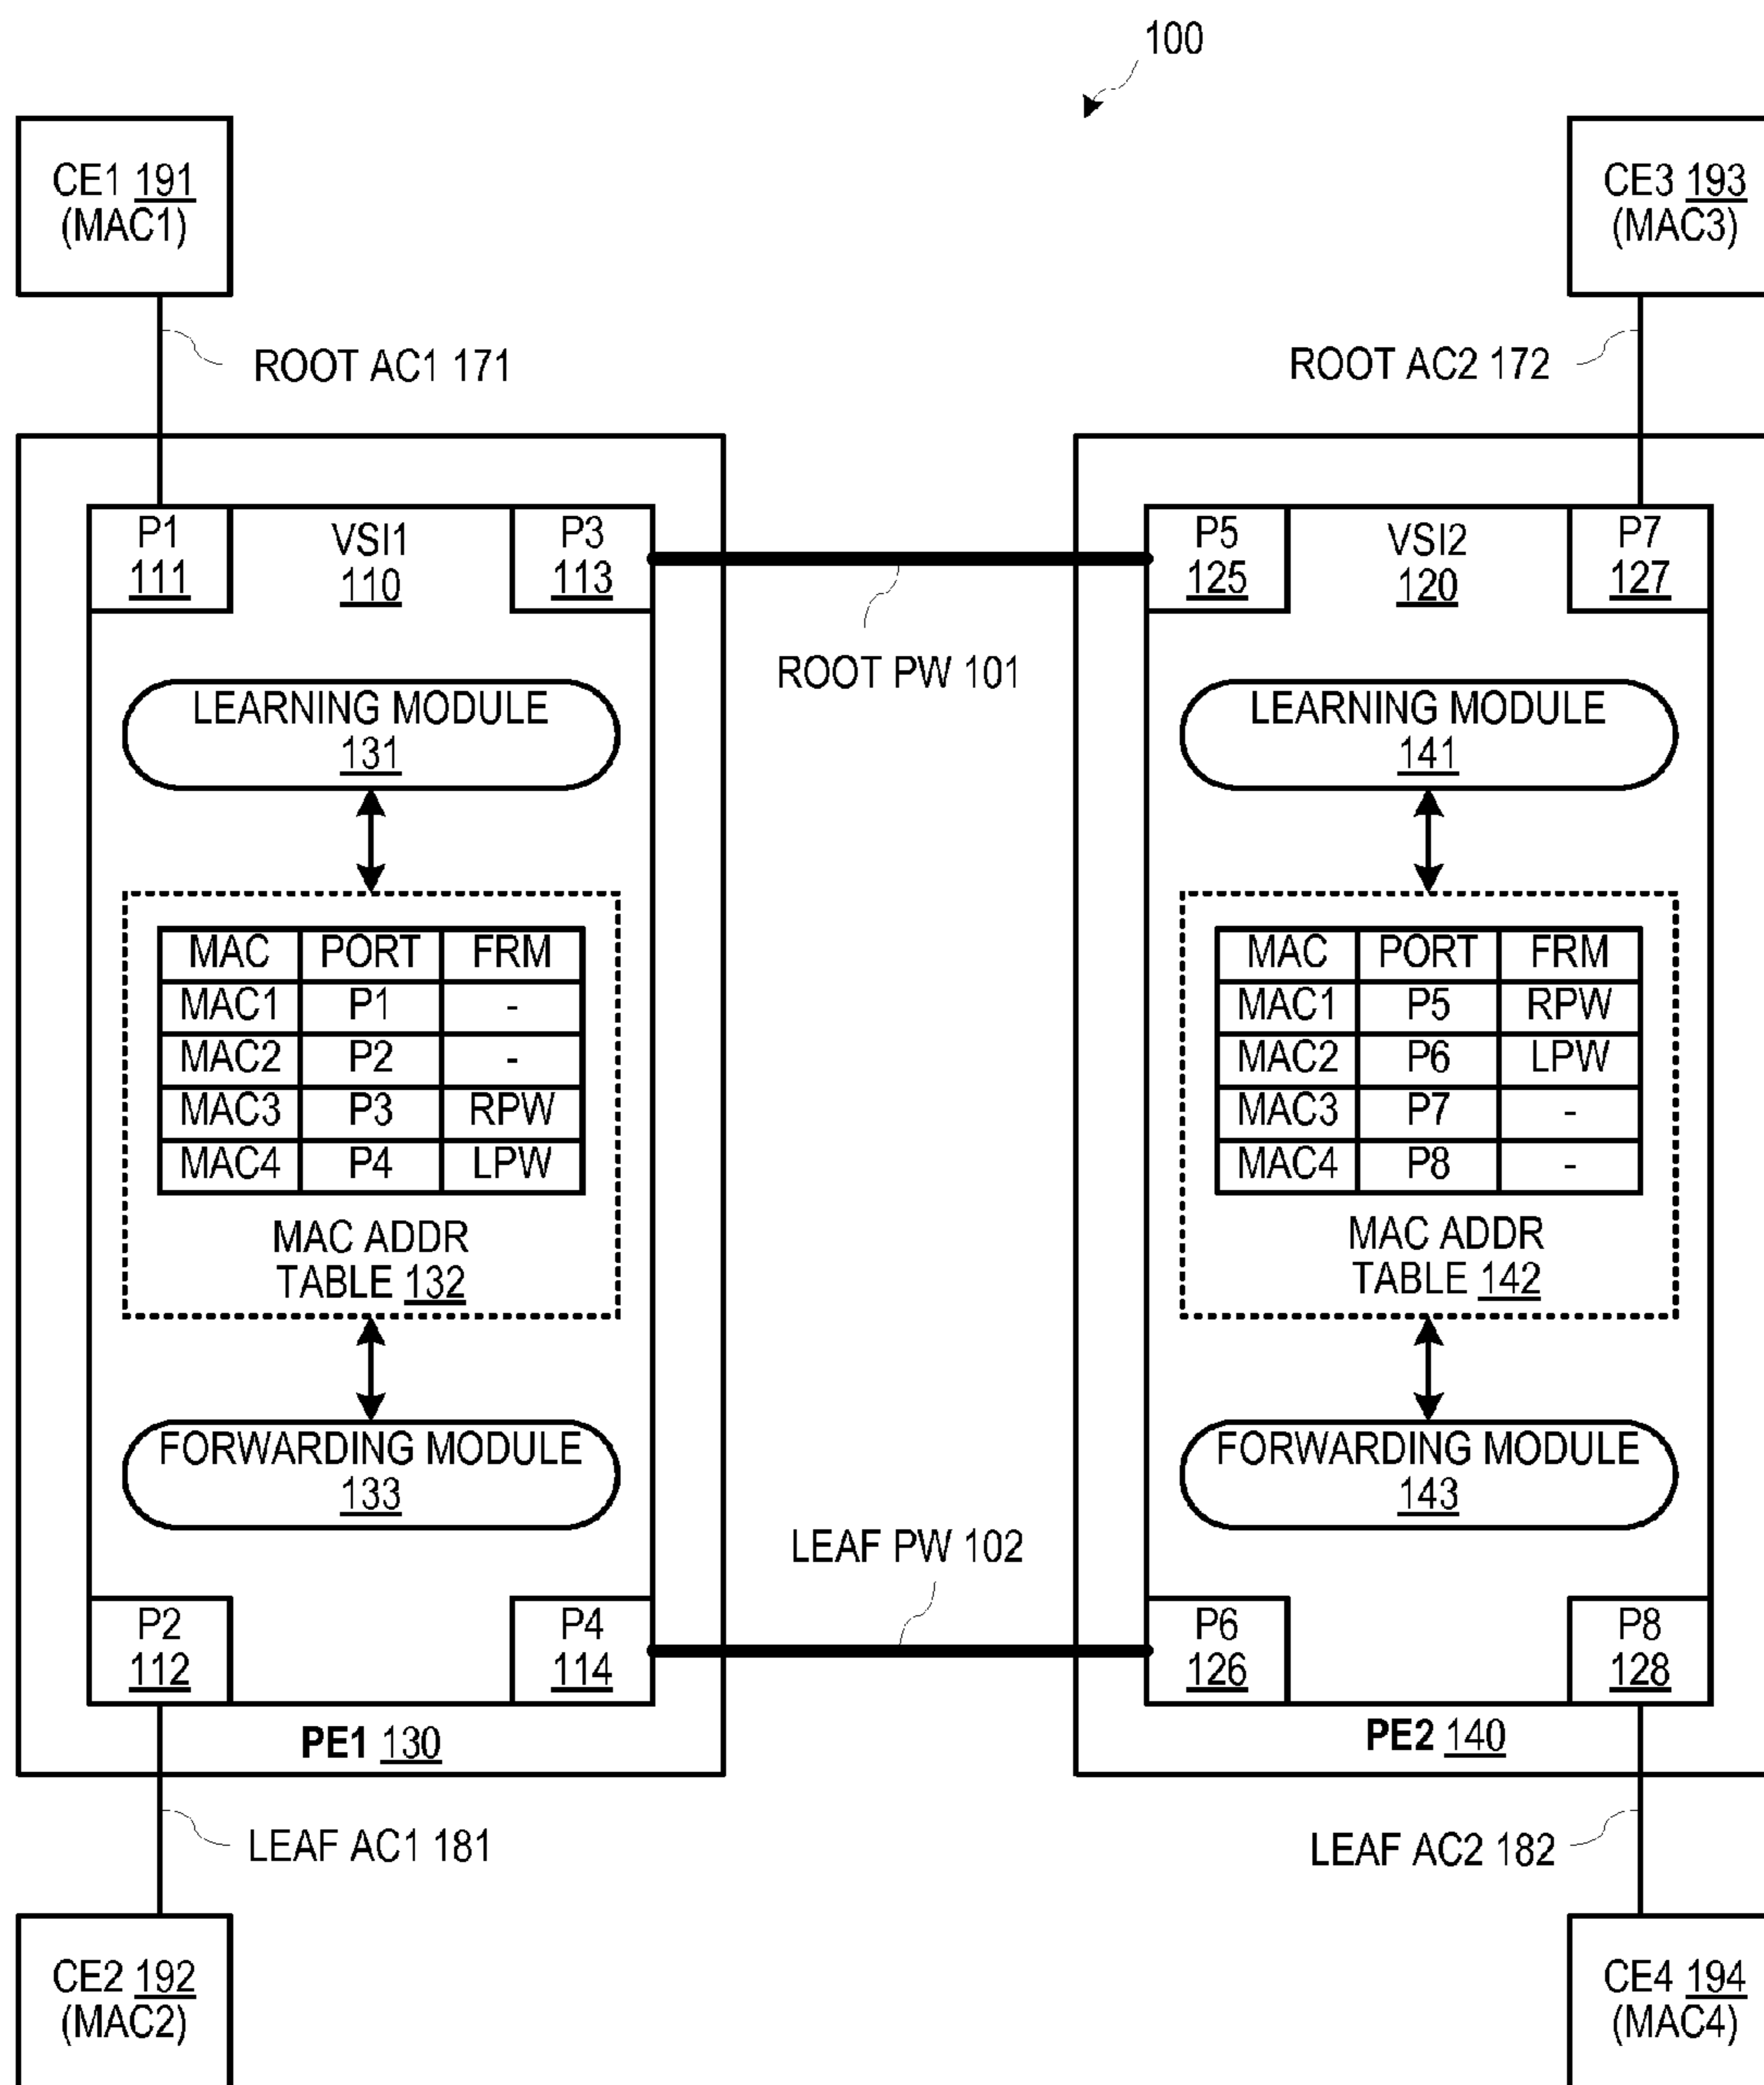 100
CE1 191
(MAC1)
CE3 193
(MAC3)
ROOT AC1 171
ROOT AC2 172
P1
111
VSI1
110
P3
113
P5
125
VSI2
120
P7
127
ROOT PW 101
LEARNING MODULE
131
LEARNING MODULE
141
MAC PORT FRM
MAC1 P1 -
MAC2 P2 -
MAC3 P3 RPW
MAC4 P4 LPW
MAC ADDR
TABLE 132
MAC PORT FRM
MAC1 P5 RPW
MAC2 P6 LPW
MAC3 P7 -
MAC4 P8 -
MAC ADDR
TABLE 142
FORWARDING MODULE
133
FORWARDING MODULE
143
LEAF PW 102
P2
112
P4
114
P6
126
P8
128
PE1 130
PE2 140
LEAF AC1 181
LEAF AC2 182
CE2 192
(MAC2)
CE4 194
(MAC4)